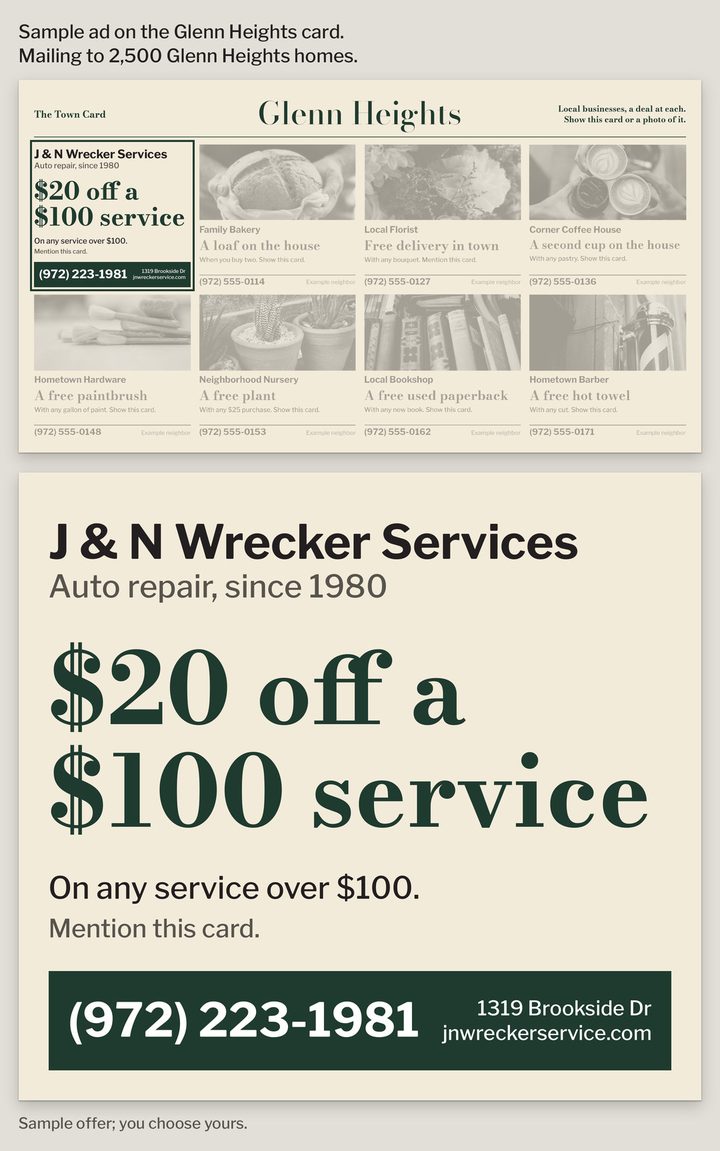 Sample ad on the Glenn Heights card.
Mailing to 2,500 Glenn Heights homes.
The Town Card
Glenn Heights
Local businesses, a deal at each.
Show this card or a photo of it.
J & N Wrecker Services
Auto repair, since 1980
$20 off a
$100 service
On any service over $100.
Mention this card.
(972) 223-1981
1319 Brookside Dr
jnwreckerservice.com
Family Bakery
A loaf on the house
When you buy two. Show this card.
(972) 555-0114
Example neighbor
Local Florist
Free delivery in town
With any bouquet. Mention this card.
(972) 555-0127
Example neighbor
Corner Coffee House
A second cup on the house
With any pastry. Show this card.
(972) 555-0136
Example neighbor
Hometown Hardware
A free paintbrush
With any gallon of paint. Show this card.
(972) 555-0148
Example neighbor
Neighborhood Nursery
A free plant
With any $25 purchase. Show this card.
(972) 555-0153
Example neighbor
Local Bookshop
A free used paperback
With any new book. Show this card.
(972) 555-0162
Example neighbor
Hometown Barber
A free hot towel
With any cut. Show this card.
(972) 555-0171
Example neighbor
J & N Wrecker Services
Auto repair, since 1980
$20 off a
$100 service
On any service over $100.
Mention this card.
(972) 223-1981
1319 Brookside Dr
jnwreckerservice.com
Sample offer; you choose yours.